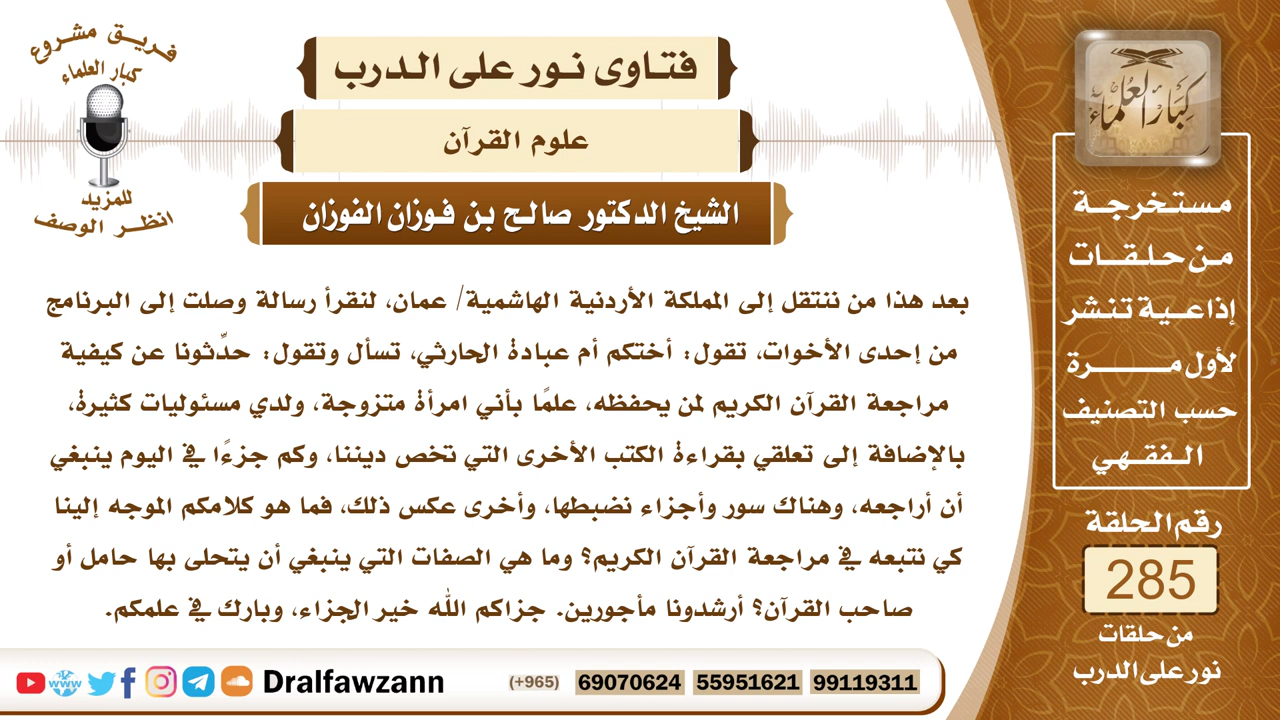 فريق مشروع
كبار العلماء
للمزيد
انظر الوصف
فتاوى نور على الدرب
علوم القرآن
الشيخ الدكتور صالح بن فوزان الفوزان
بعد هذا من ننتقل إلى المملكة الأردنية الهاشمية/ عمان، لنقرأ رسالة وصلت إلى البرنامج
من إحدى الأخوات، تقول: أختكم أم عبادة الحارثي، تسأل وتقول: حدِّثونا عن كيفية
مراجعة القرآن الكريم لمن يحفظه، علمًا بأني امرأة متزوجة، ولدي مسئوليات كثيرة،
بالإضافة إلى تعلقي بقراءة الكتب الأخرى التي تخص ديننا، وكم جزءًا في اليوم ينبغي
أن أراجعه، وهناك سور وأجزاء نضبطها، وأخرى عكس ذلك، فما هو كلامكم الموجه إلينا
كي نتبعه في مراجعة القرآن الكريم؟ وما هي الصفات التي ينبغي أن يتحلى بها حامل أو
صاحب القرآن؟ أرشدونا مأجورين. جزاكم الله خير الجزاء، وبارك في علمكم.
كبار العلماء
مستخرجة
من حلقات
إذاعية تنشر
لأول مرة
حسب التصنيف
الفقهي
رقم الحلقة
285
من حلقات
نور على الدرب
www
Dralfawzann
(+965) 69070624 55951621 99119311